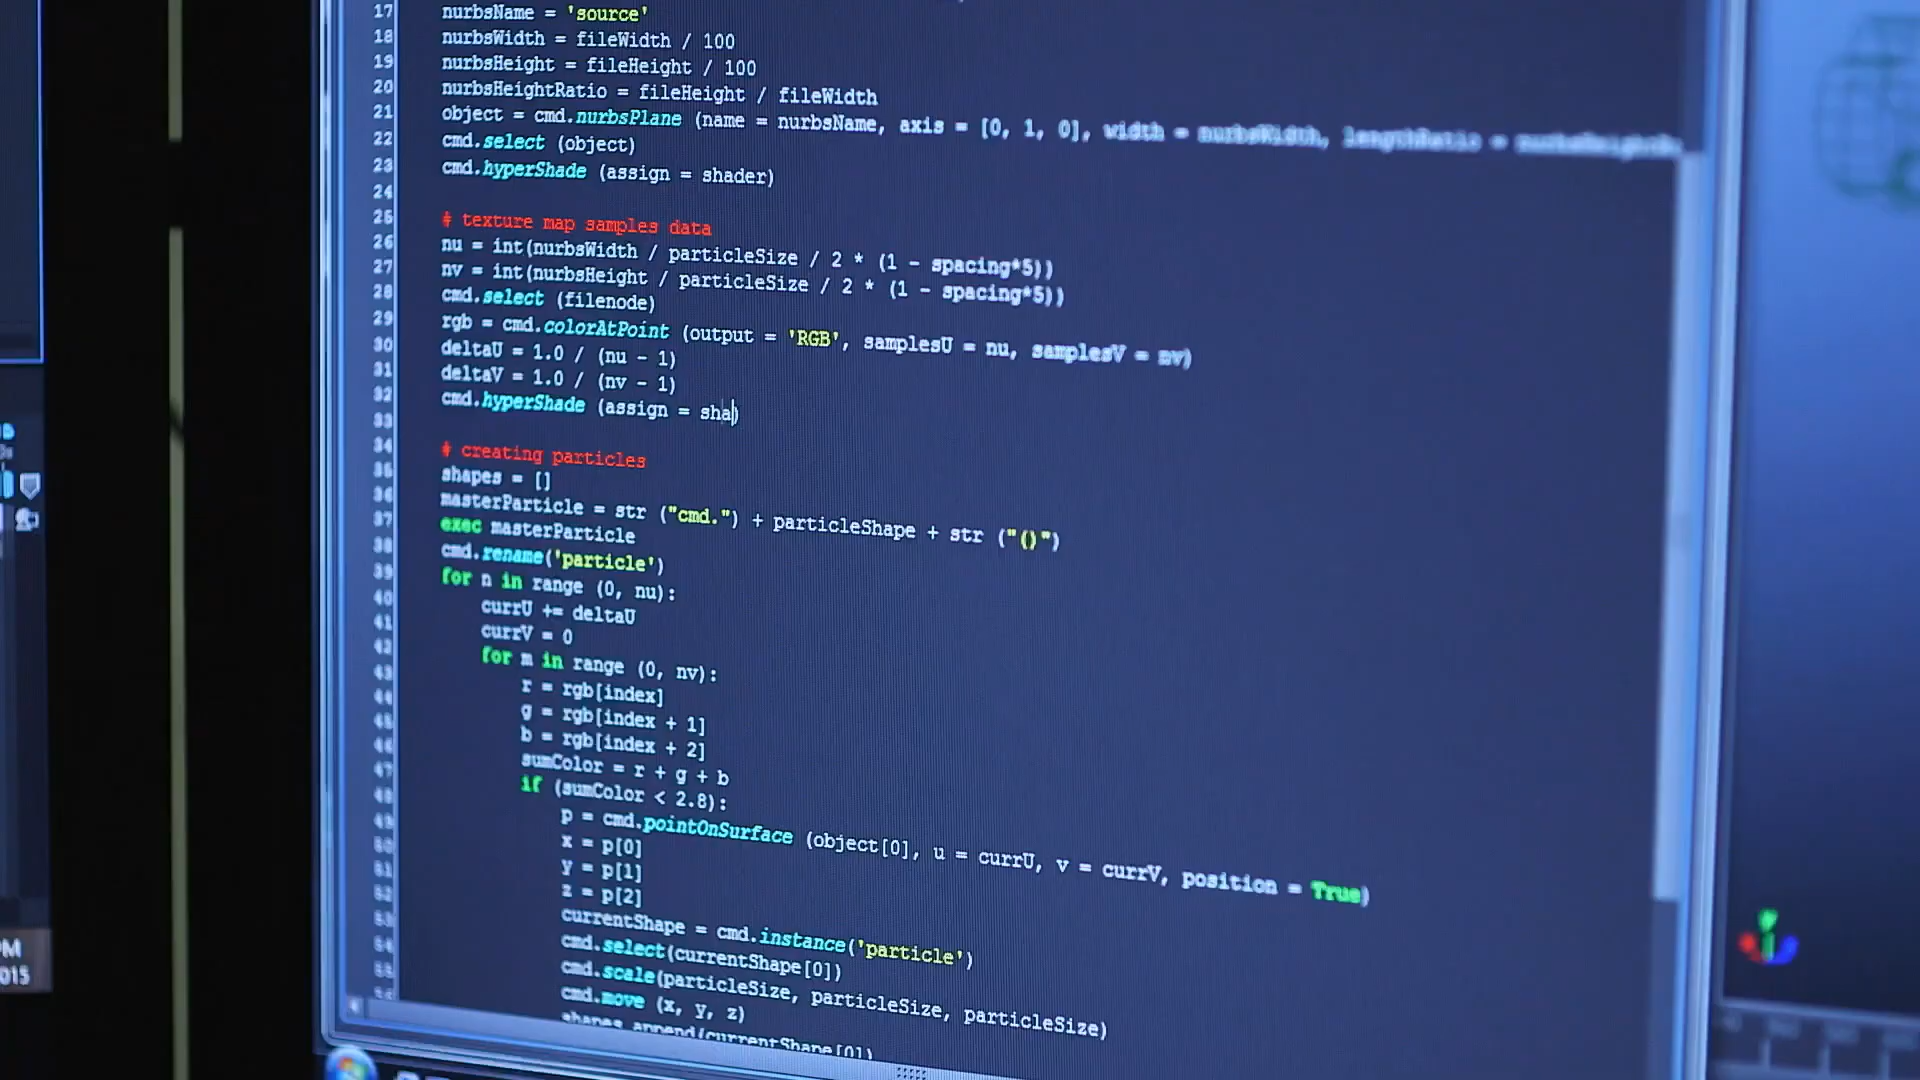 17 nurbsName = 'source'
18 nurbsWidth = fileWidth / 100
19 nurbsHeight = fileHeight / 100
20 nurbsHeightRatio = fileHeight / fileWidth
21 object = cmd.nurbsPlane (name = nurbsName, axis = [0, 1, 0], width = nurbsWidth, lengthRatio =
22 cmd.select (object)
23 cmd.hyperShade (assign = shader)
24
25 # texture map samples data
26 nu = int(nurbsWidth / particleSize / 2 * (1 - spacing*5))
27 nv = int(nurbsHeight / particleSize / 2 * (1 - spacing*5))
28 cmd.select (filenode)
29 rgb = cmd.colorAtPoint (output = 'RGB', samplesU = nu, samplesV = nv)
30 deltaU = 1.0 / (nu - 1)
31 deltaV = 1.0 / (nv - 1)
32 cmd.hyperShade (assign = sha)
33
34 # creating particles
35 shapes = []
36 masterParticle = str ("cmd.") + particleShape + str ("()")
37 exec masterParticle
38 cmd.rename('particle')
39 for n in range (0, nu):
40 currU += deltaU
41 currV = 0
42 for m in range (0, nv):
43 r = rgb[index]
44 g = rgb[index + 1]
45 b = rgb[index + 2]
46 sumColor = r + g + b
47 if (sumColor < 2.8):
48 p = cmd.pointOnSurface (object[0], u = currU, v = currV, position = True)
49 x = p[0]
50 y = p[1]
51 z = p[2]
52 currentShape = cmd.instance('particle')
53 cmd.select(currentShape[0])
54 cmd.scale(particleSize, particleSize, particleSize)
55 cmd.move (x, y, z)
shapes.append(currentShape[0])
PM
015